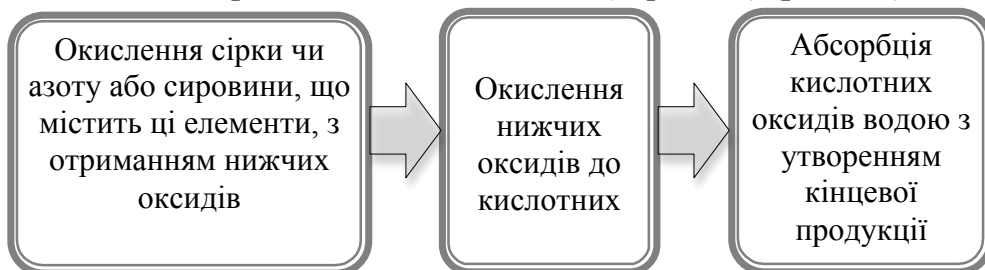 Окислення сірки чи
азоту або сировини, що
містить ці елементи, з
отриманням нижчих
оксидів
Окислення
нижчих
оксидів до
кислотних
Абсорбція
кислотних
оксидів водою з
утворенням
кінцевої
продукції